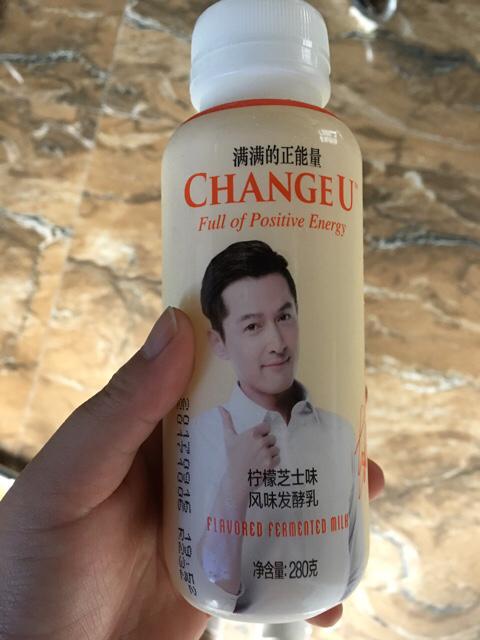 满满的正能量
CHANGE U™
Full of Positive Energy
柠檬芝士味
风味发酵乳
FLAVORED FERMENTED MILK
净含量:280克